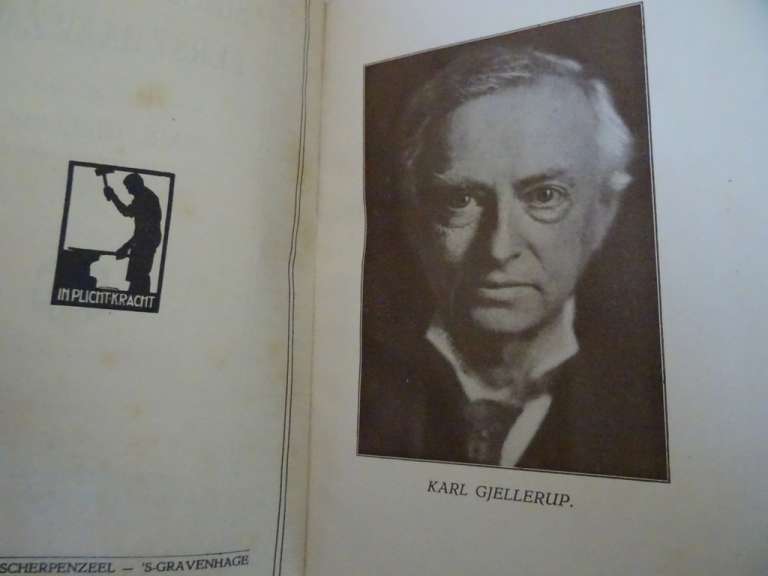 IN PLICHT·KRACHT
SCHERPENZEEL — 'S-GRAVENHAGE
KARL GJELLERUP.